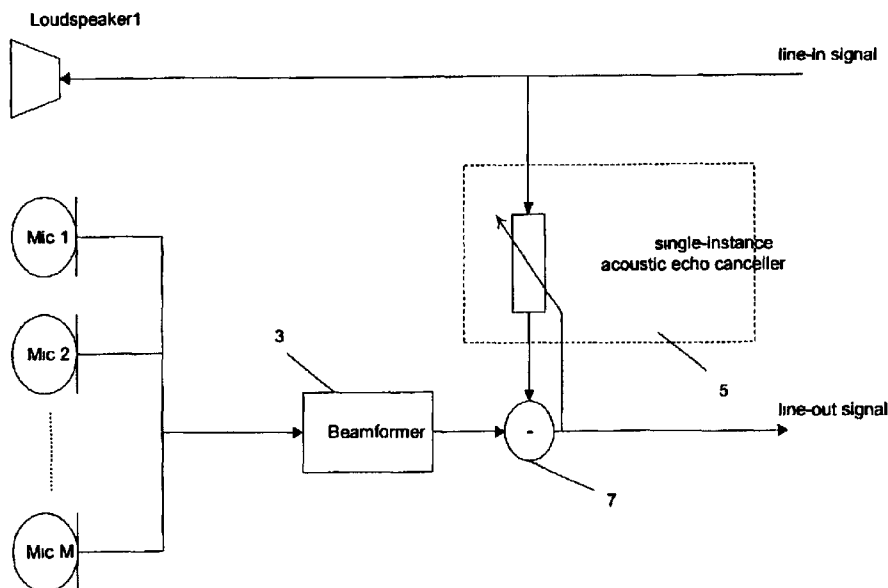 Loudspeaker1
line-in signal
Mic 1
single-instance
acoustic echo canceller
Mic 2
3
5
Beamformer
-
line-out signal
7
Mic M